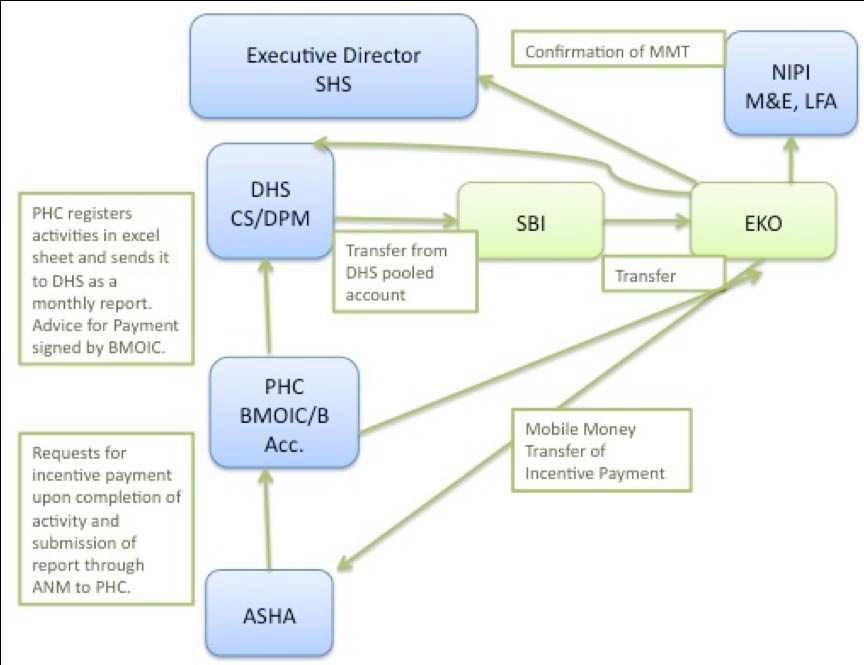 Executive Director
SHS
Confirmation of MMT
NIPI
M&E, LFA
DHS
CS/DPM
SBI
EKO
PHC registers
activities in excel
sheet and sends it
to DHS as a
monthly report.
Advice for Payment
signed by BMOIC.
Transfer from
DHS pooled
account
Transfer
PHC
BMOIC/B
Acc.
Mobile Money
Transfer of
Incentive Payment
Requests for
incentive payment
upon completion of
activity and
submission of
report through
ANM to PHC.
ASHA